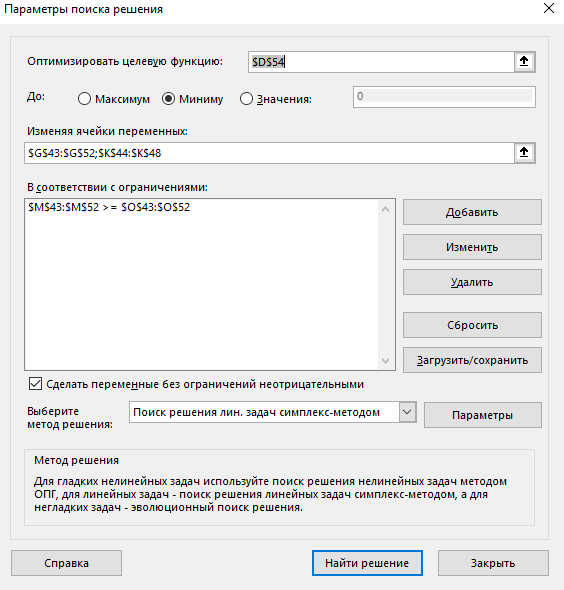 Параметры поиска решения
Оптимизировать целевую функцию:
$D$54
До:
Максимум
Миниму
Значения:
0
Изменяя ячейки переменных:
$G$43:$G$52;$K$44:$K$48
В соответствии с ограничениями:
$M$43:$M$52 >= $O$43:$O$52
Добавить
Изменить
Удалить
Сбросить
Загрузить/сохранить
Сделать переменные без ограничений неотрицательными
Выберите
метод решения:
Поиск решения лин. задач симплекс-методом
Параметры
Метод решения
Для гладких нелинейных задач используйте поиск решения нелинейных задач методом
ОПГ, для линейных задач - поиск решения линейных задач симплекс-методом, а для
негладких задач - эволюционный поиск решения.
Справка
Найти решение
Закрыть